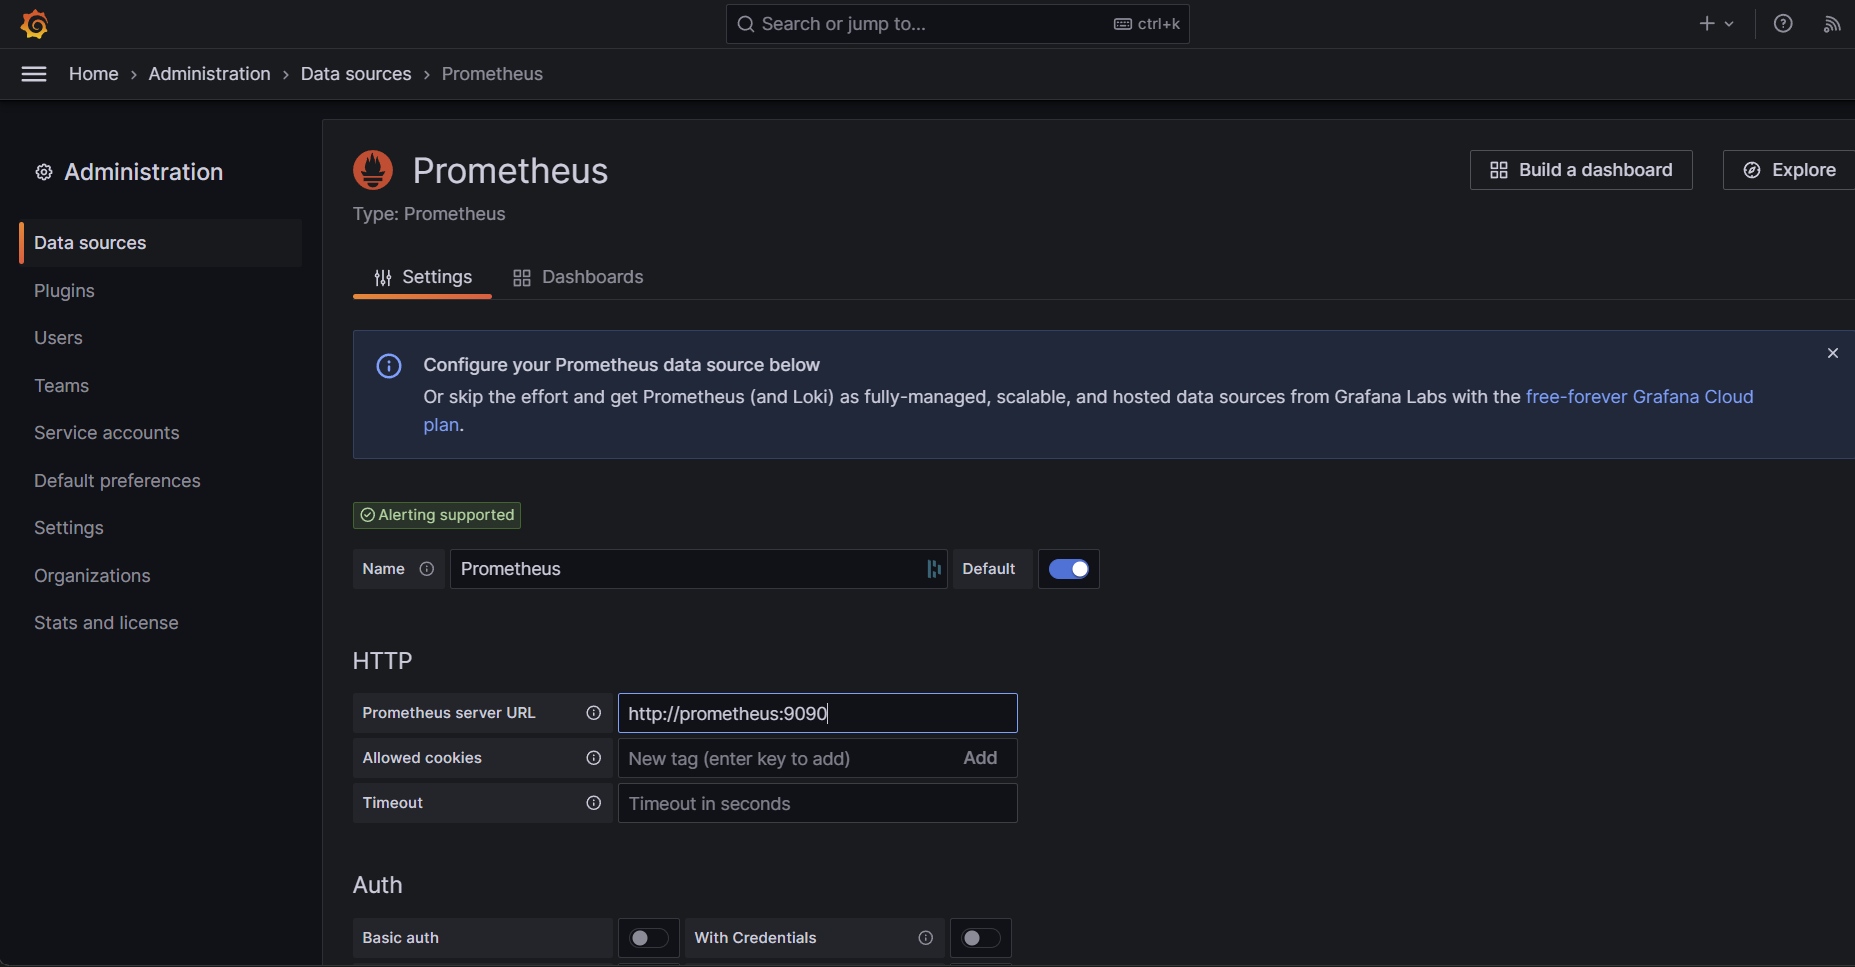 Search or jump to... ctrl+k
Home › Administration › Data sources › Prometheus
Administration
Data sources
Plugins
Users
Teams
Service accounts
Default preferences
Settings
Organizations
Stats and license
Prometheus
Type: Prometheus
Build a dashboard
Explore
Settings Dashboards
Configure your Prometheus data source below
Or skip the effort and get Prometheus (and Loki) as fully-managed, scalable, and hosted data sources from Grafana Labs with the free-forever Grafana Cloud
plan.
Alerting supported
Name Prometheus Default
HTTP
Prometheus server URL http://prometheus:9090
Allowed cookies New tag (enter key to add) Add
Timeout Timeout in seconds
Auth
Basic auth With Credentials